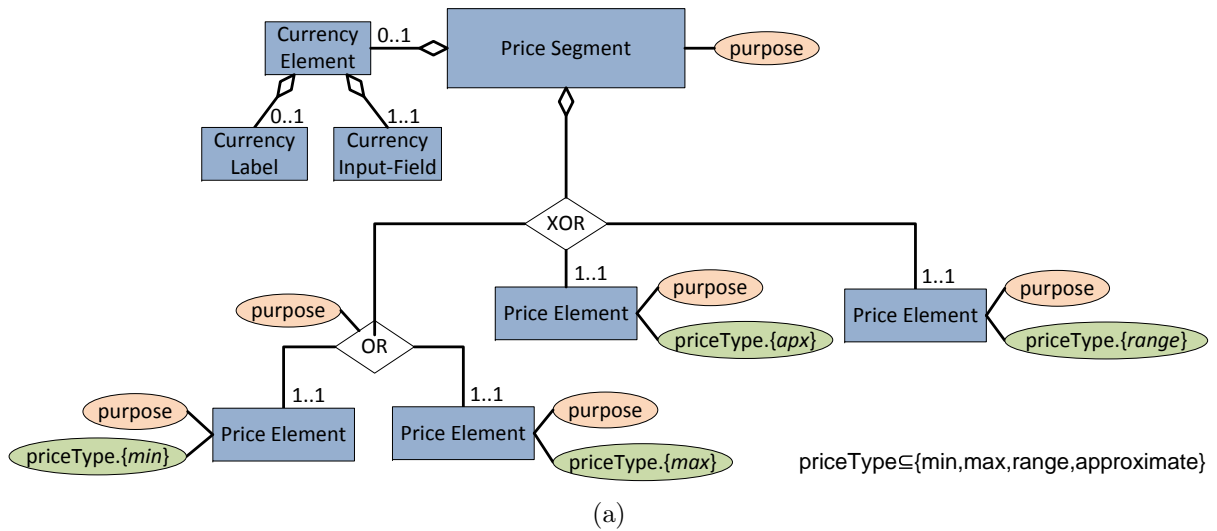 Currency
Element
0..1
Price Segment
purpose
0..1
1..1
Currency
Label
Currency
Input-Field
XOR
1..1
1..1
purpose
Price Element
purpose
priceType.{apx}
Price Element
purpose
priceType.{range}
OR
1..1
1..1
purpose
Price Element
priceType.{min}
Price Element
purpose
priceType.{max}
priceType⊆{min,max,range,approximate}
(a)